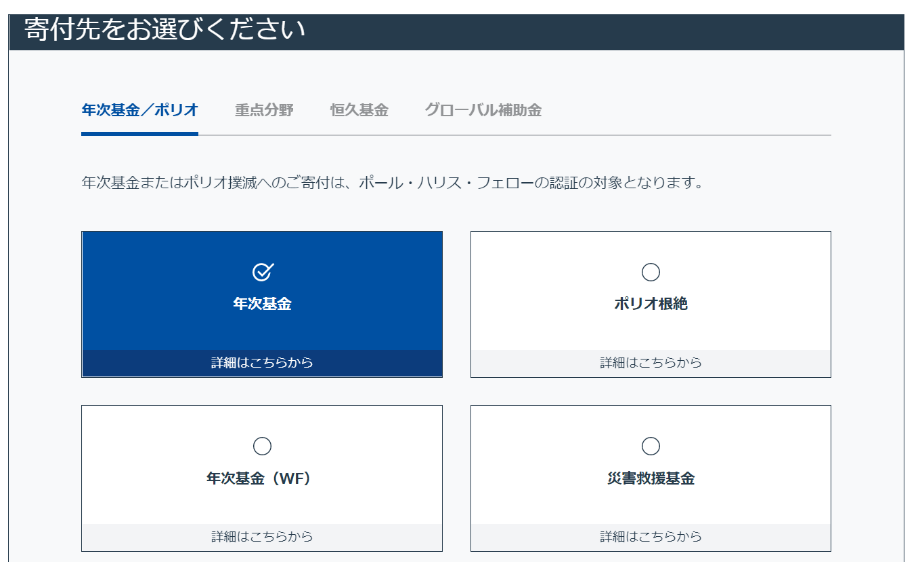 寄付先をお選びください
年次基金／ポリオ 重点分野 恒久基金 グローバル補助金
年次基金またはポリオ撲滅へのご寄付は、ポール・ハリス・フェローの認証の対象となります。
年次基金
詳細はこちらから
ポリオ根絶
詳細はこちらから
年次基金（WF）
詳細はこちらから
災害救援基金
詳細はこちらから